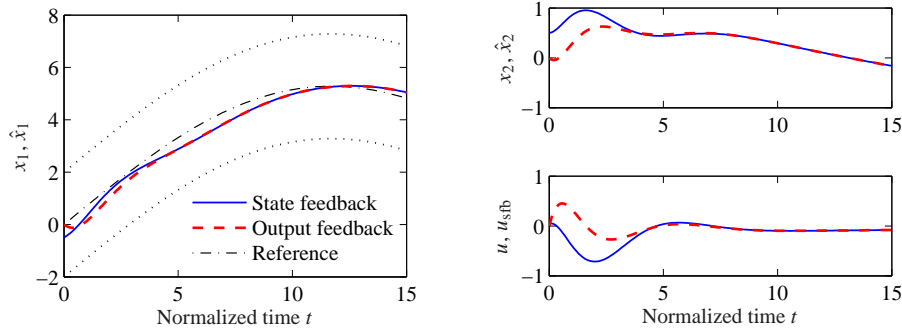 8
6
4
2
0
−2
x₁, x̂₁
State feedback
Output feedback
Reference
0 5 10 15
Normalized time t
1
0
−1
x₂, x̂₂
0 5 10 15
1
0
−1
u, u_sfb
0 5 10 15
Normalized time t